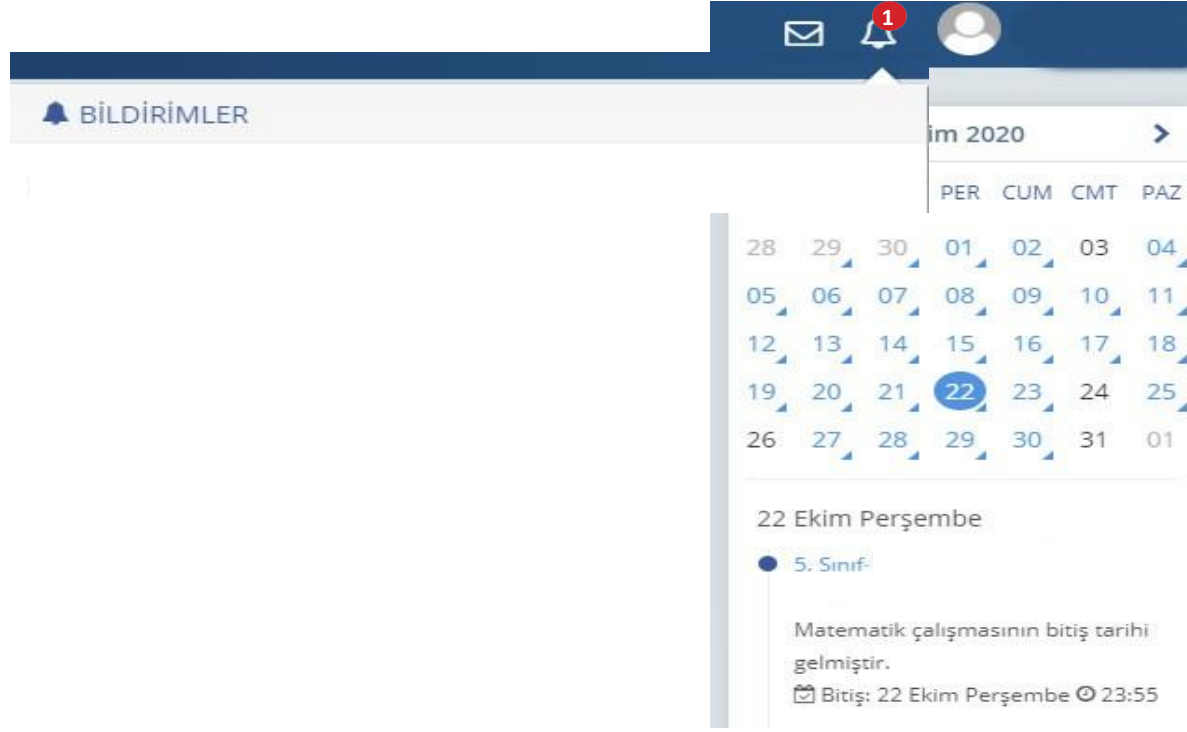 1
BİLDİRİMLER
im 2020
PER CUM CMT PAZ
28 29 30 01 02 03 04
05 06 07 08 09 10 11
12 13 14 15 16 17 18
19 20 21 22 23 24 25
26 27 28 29 30 31 01
22 Ekim Perşembe
5. Sınıf-
Matematik çalışmasının bitiş tarihi
gelmiştir.
Bitiş: 22 Ekim Perşembe 23:55